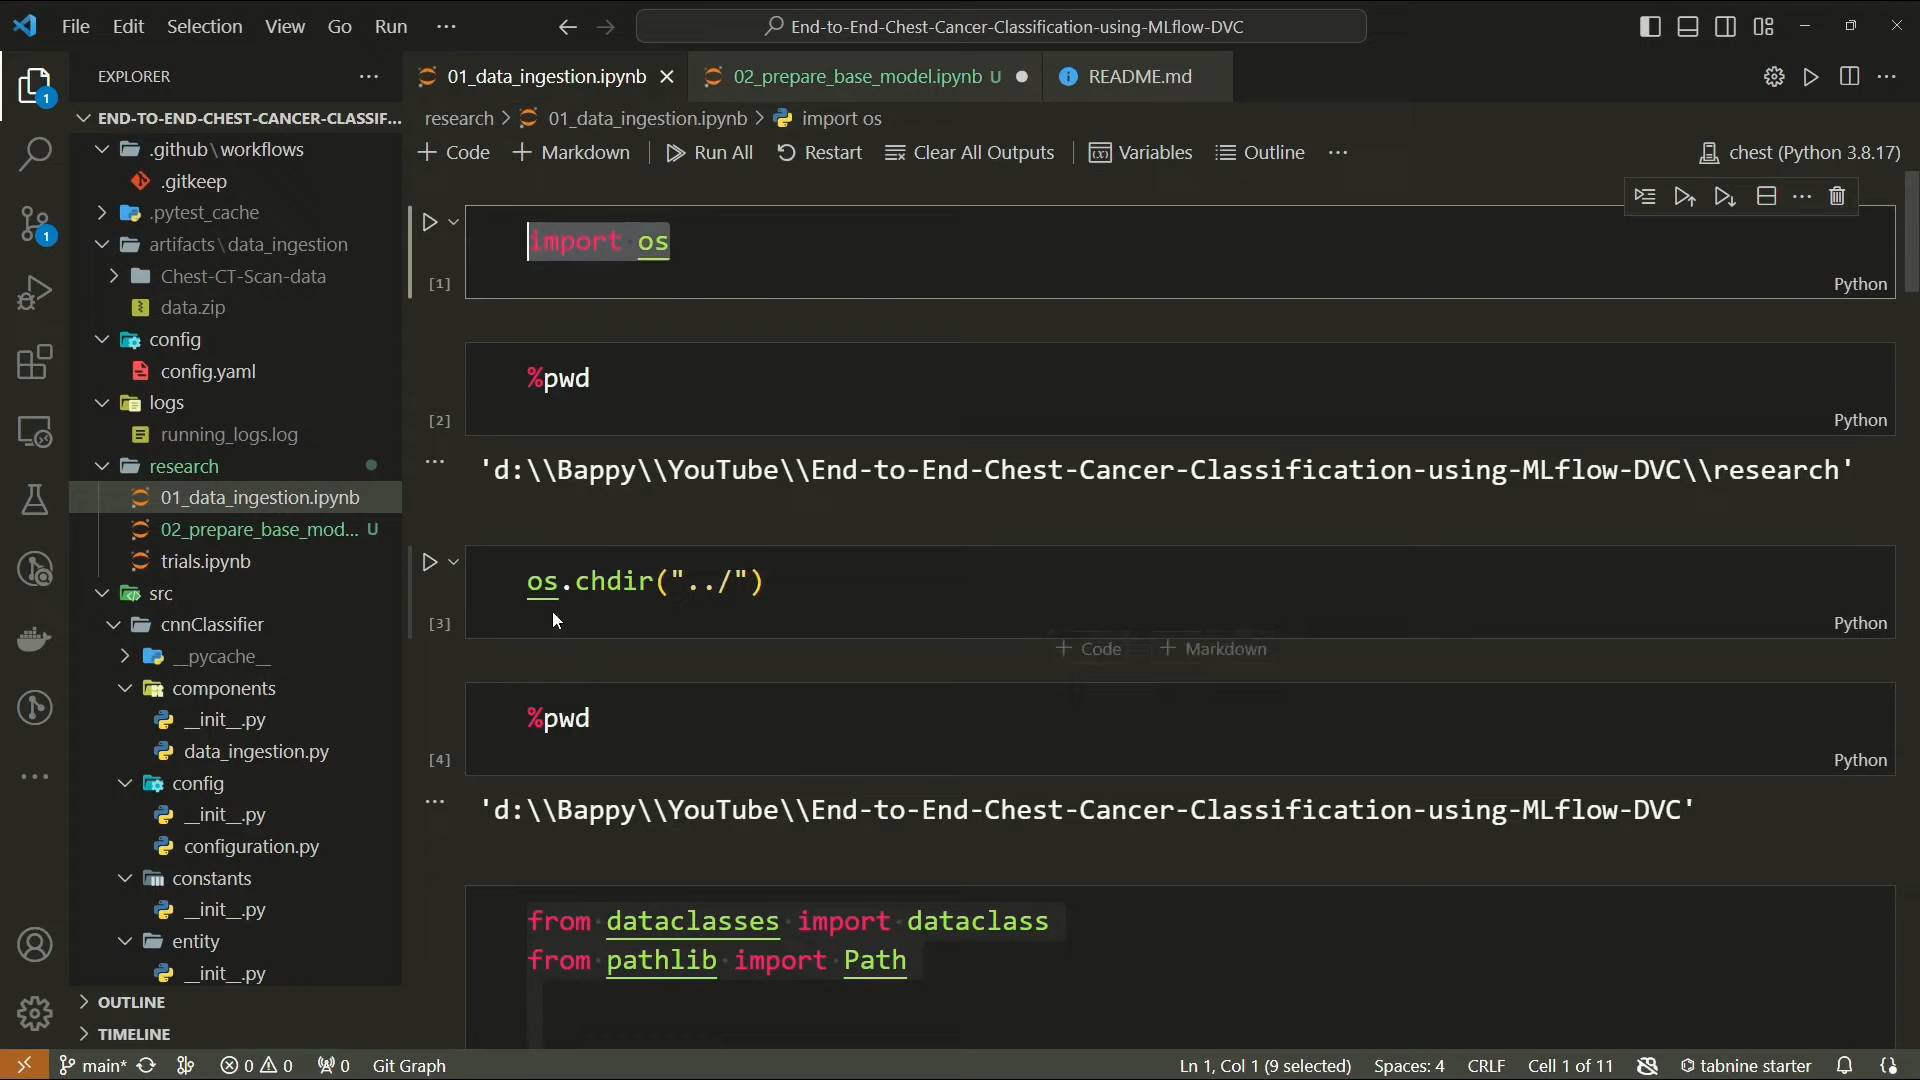 File Edit Selection View Go Run ···
End-to-End-Chest-Cancer-Classification-using-MLflow-DVC
EXPLORER ···
END-TO-END-CHEST-CANCER-CLASSIF...
.github\workflows
.gitkeep
.pytest_cache
artifacts\data_ingestion
Chest-CT-Scan-data
data.zip
config
config.yaml
logs
running_logs.log
research
01_data_ingestion.ipynb
02_prepare_base_mod... U
trials.ipynb
src
cnnClassifier
__pycache__
components
__init__.py
data_ingestion.py
config
__init__.py
configuration.py
constants
__init__.py
entity
__init__.py
OUTLINE
TIMELINE
1
1
01_data_ingestion.ipynb
02_prepare_base_model.ipynb U
README.md
research > 01_data_ingestion.ipynb > import os
+ Code + Markdown Run All Restart Clear All Outputs Variables Outline ···
chest (Python 3.8.17)
import os
[1] Python
%pwd
[2] Python
'd:\\Bappy\\YouTube\\End-to-End-Chest-Cancer-Classification-using-MLflow-DVC\\research'
os.chdir("../")
[3] Python
+ Code + Markdown
%pwd
[4] Python
'd:\\Bappy\\YouTube\\End-to-End-Chest-Cancer-Classification-using-MLflow-DVC'
from dataclasses import dataclass
from pathlib import Path
main* 0 0 0 Git Graph
Ln 1, Col 1 (9 selected) Spaces: 4 CRLF Cell 1 of 11 tabnine starter